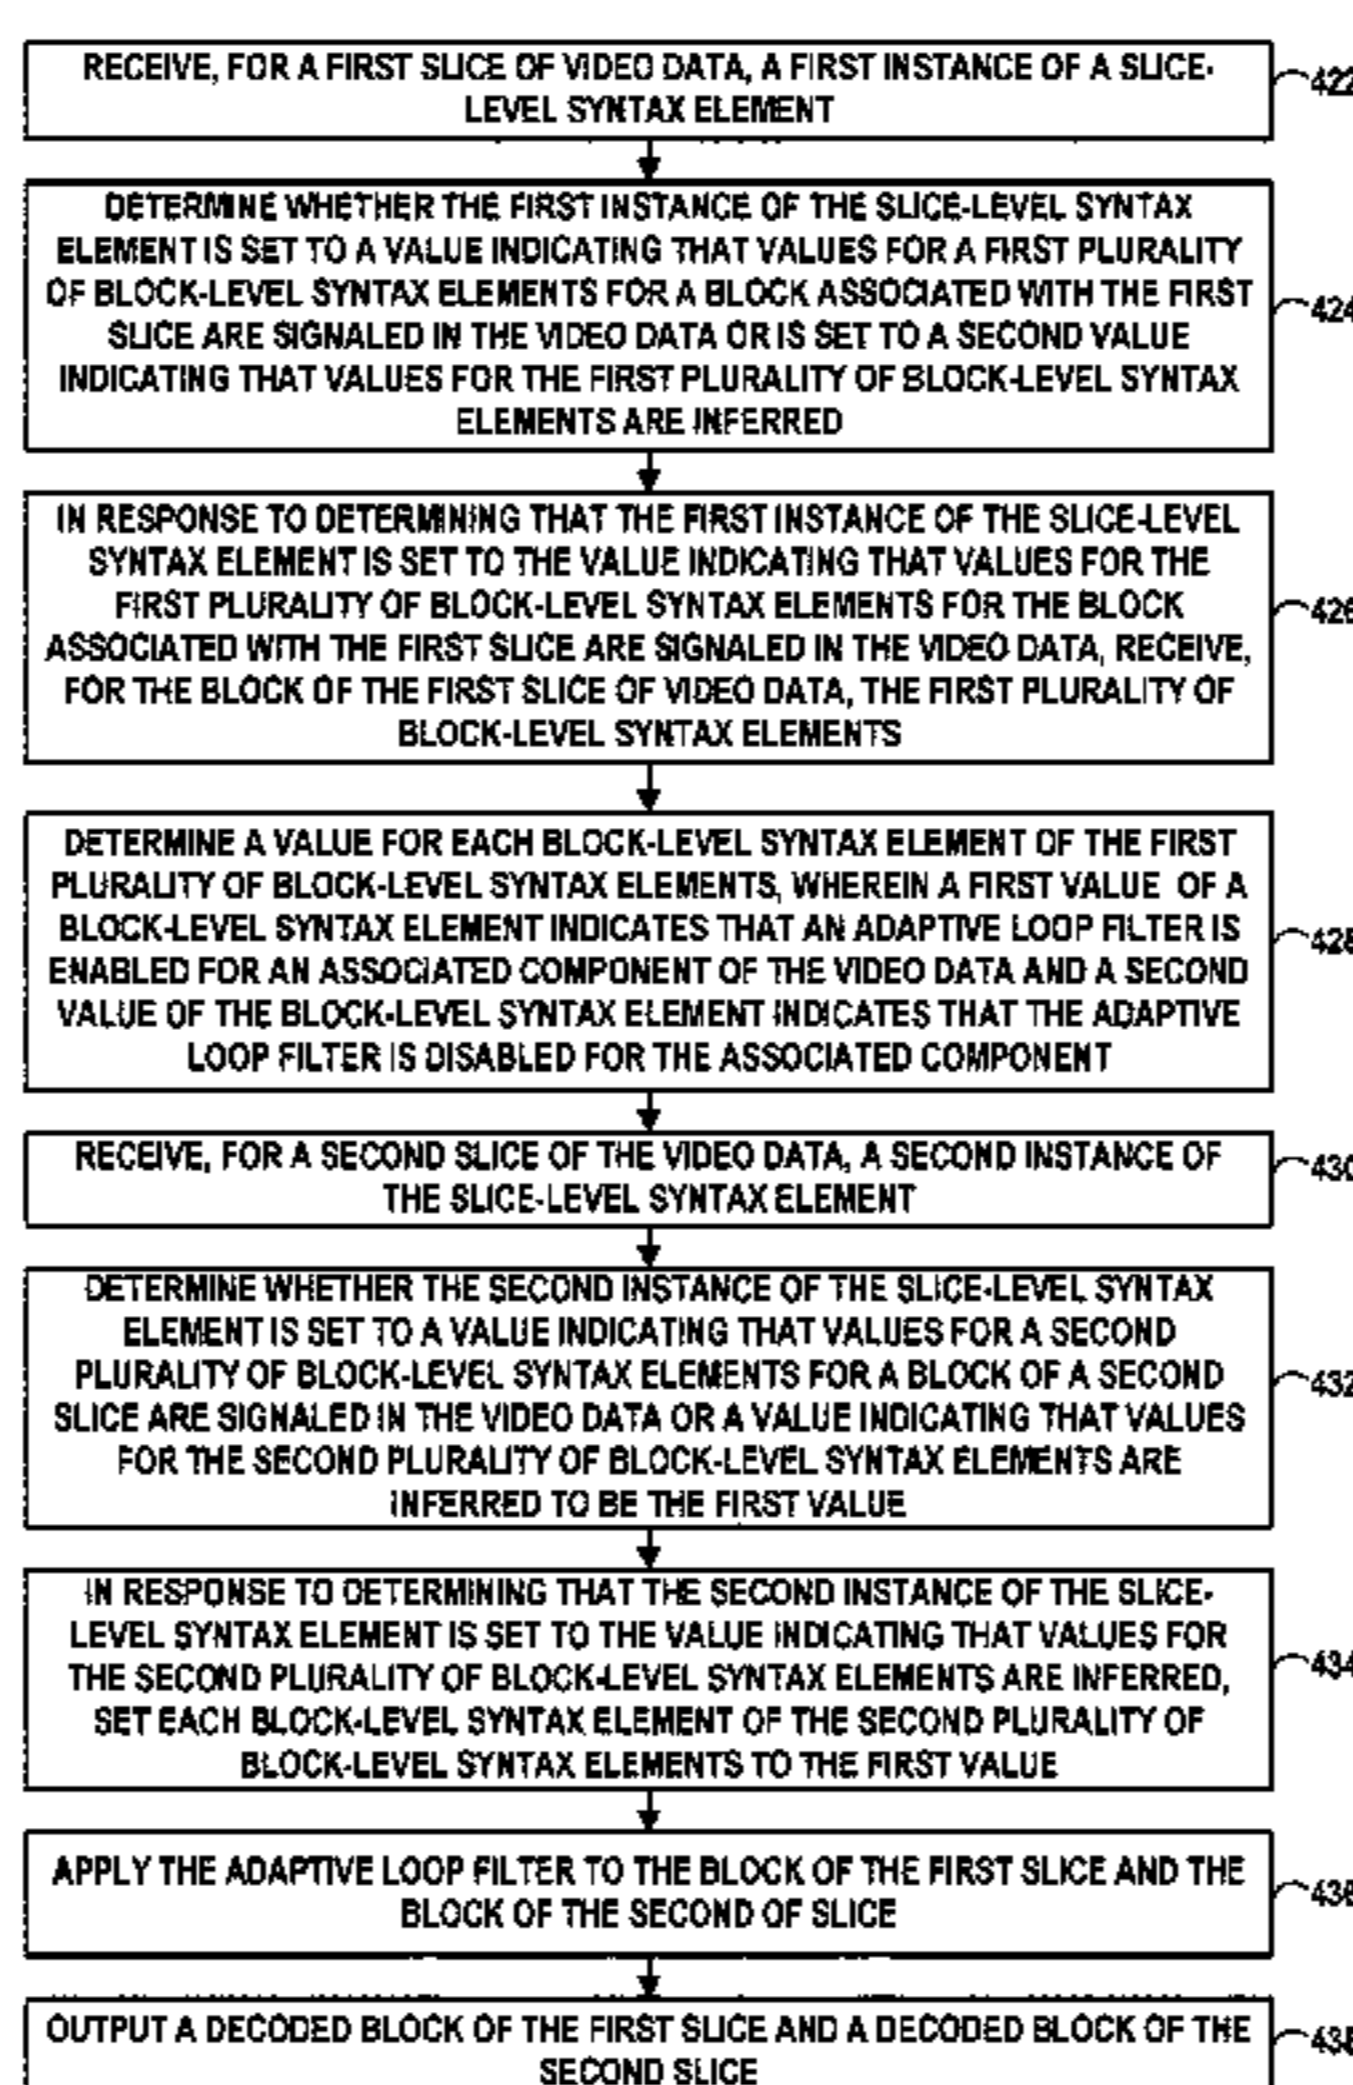 RECEIVE, FOR A FIRST SLICE OF VIDEO DATA, A FIRST INSTANCE OF A SLICE-
LEVEL SYNTAX ELEMENT
422
DETERMINE WHETHER THE FIRST INSTANCE OF THE SLICE-LEVEL SYNTAX
ELEMENT IS SET TO A VALUE INDICATING THAT VALUES FOR A FIRST PLURALITY
OF BLOCK-LEVEL SYNTAX ELEMENTS FOR A BLOCK ASSOCIATED WITH THE FIRST
SLICE ARE SIGNALED IN THE VIDEO DATA OR IS SET TO A SECOND VALUE
INDICATING THAT VALUES FOR THE FIRST PLURALITY OF BLOCK-LEVEL SYNTAX
ELEMENTS ARE INFERRED
424
IN RESPONSE TO DETERMINING THAT THE FIRST INSTANCE OF THE SLICE-LEVEL
SYNTAX ELEMENT IS SET TO THE VALUE INDICATING THAT VALUES FOR THE
FIRST PLURALITY OF BLOCK-LEVEL SYNTAX ELEMENTS FOR THE BLOCK
ASSOCIATED WITH THE FIRST SLICE ARE SIGNALED IN THE VIDEO DATA, RECEIVE,
FOR THE BLOCK OF THE FIRST SLICE OF VIDEO DATA, THE FIRST PLURALITY OF
BLOCK-LEVEL SYNTAX ELEMENTS
426
DETERMINE A VALUE FOR EACH BLOCK-LEVEL SYNTAX ELEMENT OF THE FIRST
PLURALITY OF BLOCK-LEVEL SYNTAX ELEMENTS, WHEREIN A FIRST VALUE OF A
BLOCK-LEVEL SYNTAX ELEMENT INDICATES THAT AN ADAPTIVE LOOP FILTER IS
ENABLED FOR AN ASSOCIATED COMPONENT OF THE VIDEO DATA AND A SECOND
VALUE OF THE BLOCK-LEVEL SYNTAX ELEMENT INDICATES THAT THE ADAPTIVE
LOOP FILTER IS DISABLED FOR THE ASSOCIATED COMPONENT
428
RECEIVE, FOR A SECOND SLICE OF THE VIDEO DATA, A SECOND INSTANCE OF
THE SLICE-LEVEL SYNTAX ELEMENT
430
DETERMINE WHETHER THE SECOND INSTANCE OF THE SLICE-LEVEL SYNTAX
ELEMENT IS SET TO A VALUE INDICATING THAT VALUES FOR A SECOND
PLURALITY OF BLOCK-LEVEL SYNTAX ELEMENTS FOR A BLOCK OF A SECOND
SLICE ARE SIGNALED IN THE VIDEO DATA OR A VALUE INDICATING THAT VALUES
FOR THE SECOND PLURALITY OF BLOCK-LEVEL SYNTAX ELEMENTS ARE
INFERRED TO BE THE FIRST VALUE
432
IN RESPONSE TO DETERMINING THAT THE SECOND INSTANCE OF THE SLICE-
LEVEL SYNTAX ELEMENT IS SET TO THE VALUE INDICATING THAT VALUES FOR
THE SECOND PLURALITY OF BLOCK-LEVEL SYNTAX ELEMENTS ARE INFERRED,
SET EACH BLOCK-LEVEL SYNTAX ELEMENT OF THE SECOND PLURALITY OF
BLOCK-LEVEL SYNTAX ELEMENTS TO THE FIRST VALUE
434
APPLY THE ADAPTIVE LOOP FILTER TO THE BLOCK OF THE FIRST SLICE AND THE
BLOCK OF THE SECOND OF SLICE
436
OUTPUT A DECODED BLOCK OF THE FIRST SLICE AND A DECODED BLOCK OF THE
SECOND SLICE
438